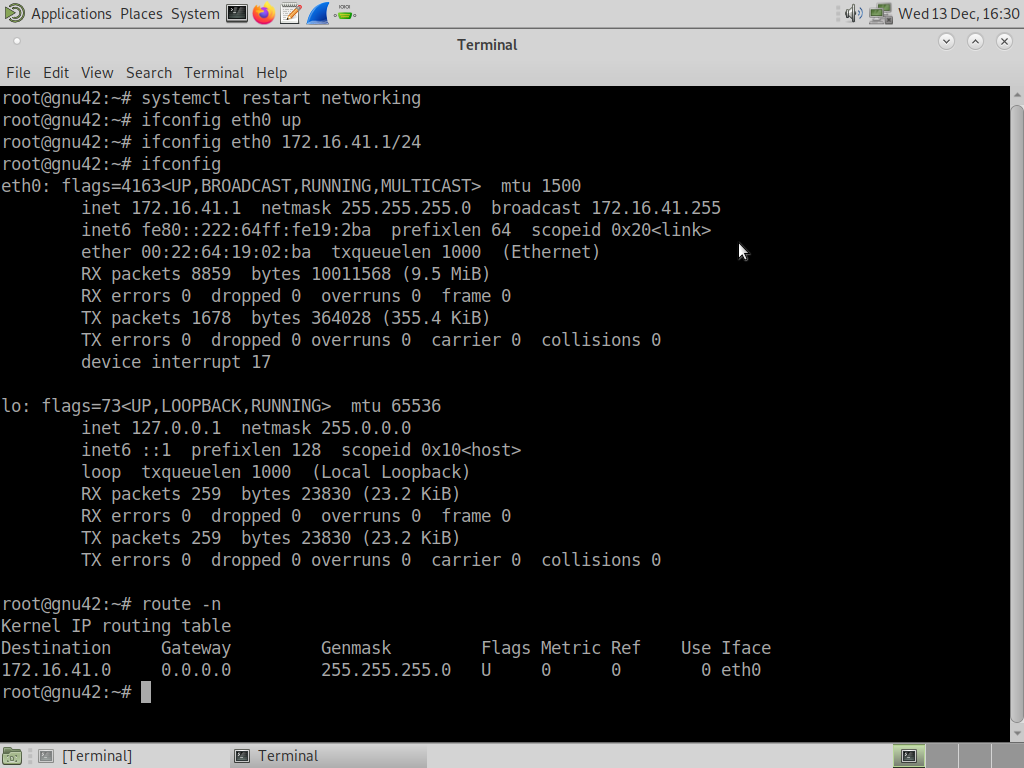 Applications Places System Wed 13 Dec, 16:30
Terminal
File Edit View Search Terminal Help
root@gnu42:~# systemctl restart networking
root@gnu42:~# ifconfig eth0 up
root@gnu42:~# ifconfig eth0 172.16.41.1/24
root@gnu42:~# ifconfig
eth0: flags=4163<UP,BROADCAST,RUNNING,MULTICAST>  mtu 1500
        inet 172.16.41.1  netmask 255.255.255.0  broadcast 172.16.41.255
        inet6 fe80::222:64ff:fe19:2ba  prefixlen 64  scopeid 0x20<link>
        ether 00:22:64:19:02:ba  txqueuelen 1000  (Ethernet)
        RX packets 8859  bytes 10011568 (9.5 MiB)
        RX errors 0  dropped 0  overruns 0  frame 0
        TX packets 1678  bytes 364028 (355.4 KiB)
        TX errors 0  dropped 0 overruns 0  carrier 0  collisions 0
        device interrupt 17
lo: flags=73<UP,LOOPBACK,RUNNING>  mtu 65536
        inet 127.0.0.1  netmask 255.0.0.0
        inet6 ::1  prefixlen 128  scopeid 0x10<host>
        loop  txqueuelen 1000  (Local Loopback)
        RX packets 259  bytes 23830 (23.2 KiB)
        RX errors 0  dropped 0  overruns 0  frame 0
        TX packets 259  bytes 23830 (23.2 KiB)
        TX errors 0  dropped 0 overruns 0  carrier 0  collisions 0
root@gnu42:~# route -n
Kernel IP routing table
Destination     Gateway         Genmask         Flags Metric Ref    Use Iface
172.16.41.0     0.0.0.0         255.255.255.0   U     0      0        0 eth0
root@gnu42:~#
[Terminal] Terminal